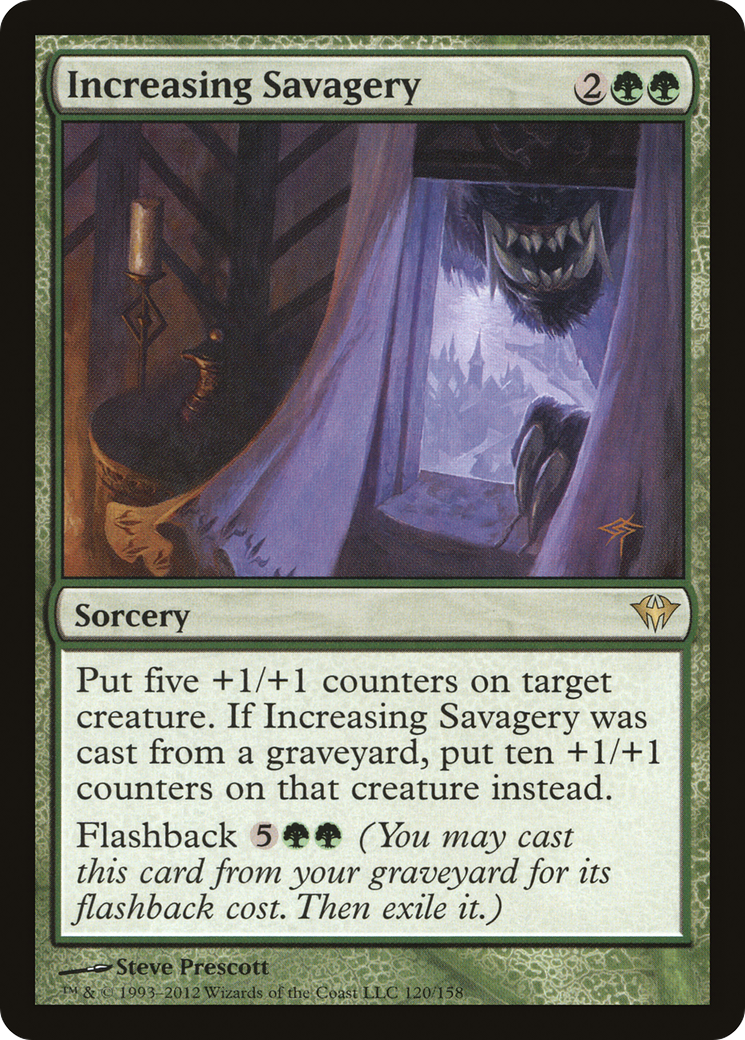 Increasing Savagery 2
Sorcery
Put five +1/+1 counters on target
creature. If Increasing Savagery was
cast from a graveyard, put ten +1/+1
counters on that creature instead.
Flashback 5 (You may cast
this card from your graveyard for its
flashback cost. Then exile it.)
Steve Prescott
™ & © 1993–2012 Wizards of the Coast LLC 120/158